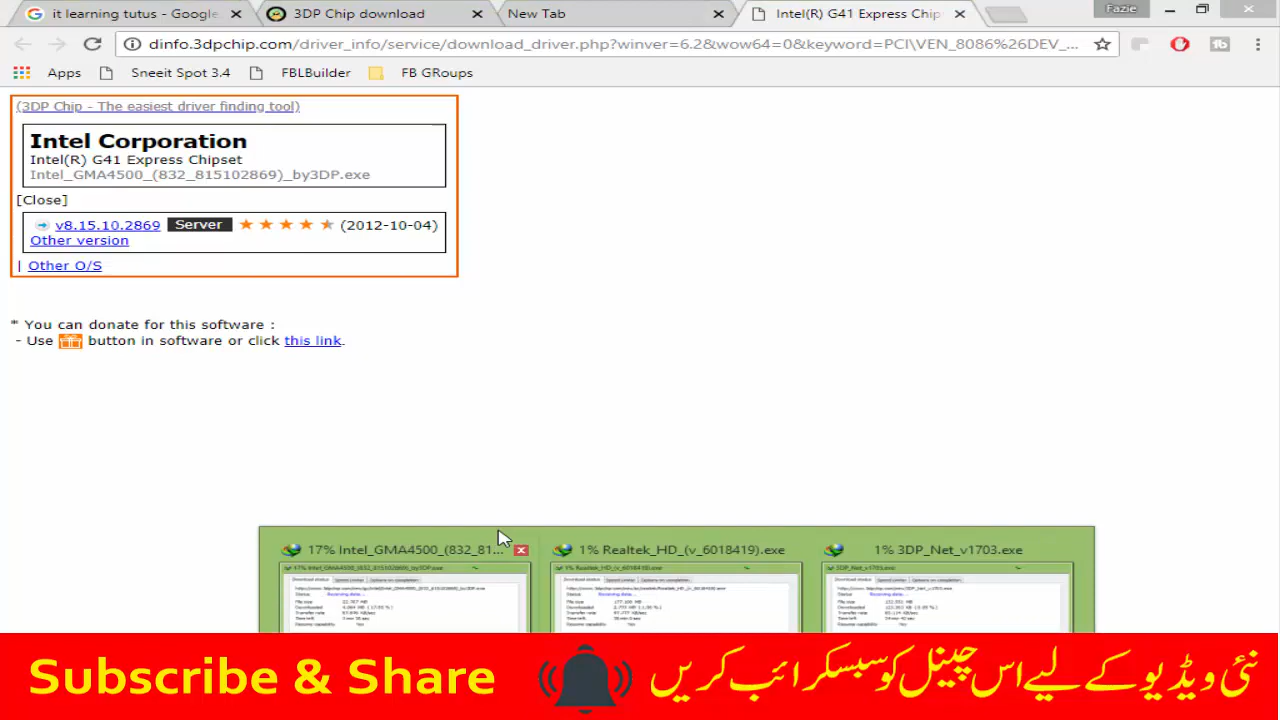 it learning tutus - Google
3DP Chip download
New Tab
Intel(R) G41 Express Chip
Fazie
dinfo.3dpchip.com/driver_info/service/download_driver.php?winver=6.2&wow64=0&keyword=PCI\VEN_8086%26DEV_...
Apps
Sneeit Spot 3.4
FBLBuilder
FB GRoups
(3DP Chip - The easiest driver finding tool)
Intel Corporation
Intel(R) G41 Express Chipset
Intel_GMA4500_(832_815102869)_by3DP.exe
[Close]
v8.15.10.2869 Server (2012-10-04)
Other version
| Other O/S
* You can donate for this software :
- Use button in software or click this link.
17% Intel_GMA4500_(832_81...
1% Realtek_HD_(v_6018419).exe
1% 3DP_Net_v1703.exe
Subscribe & Share
نئی ویڈیو کے لیے اس چینل کو سبسکرائب کریں